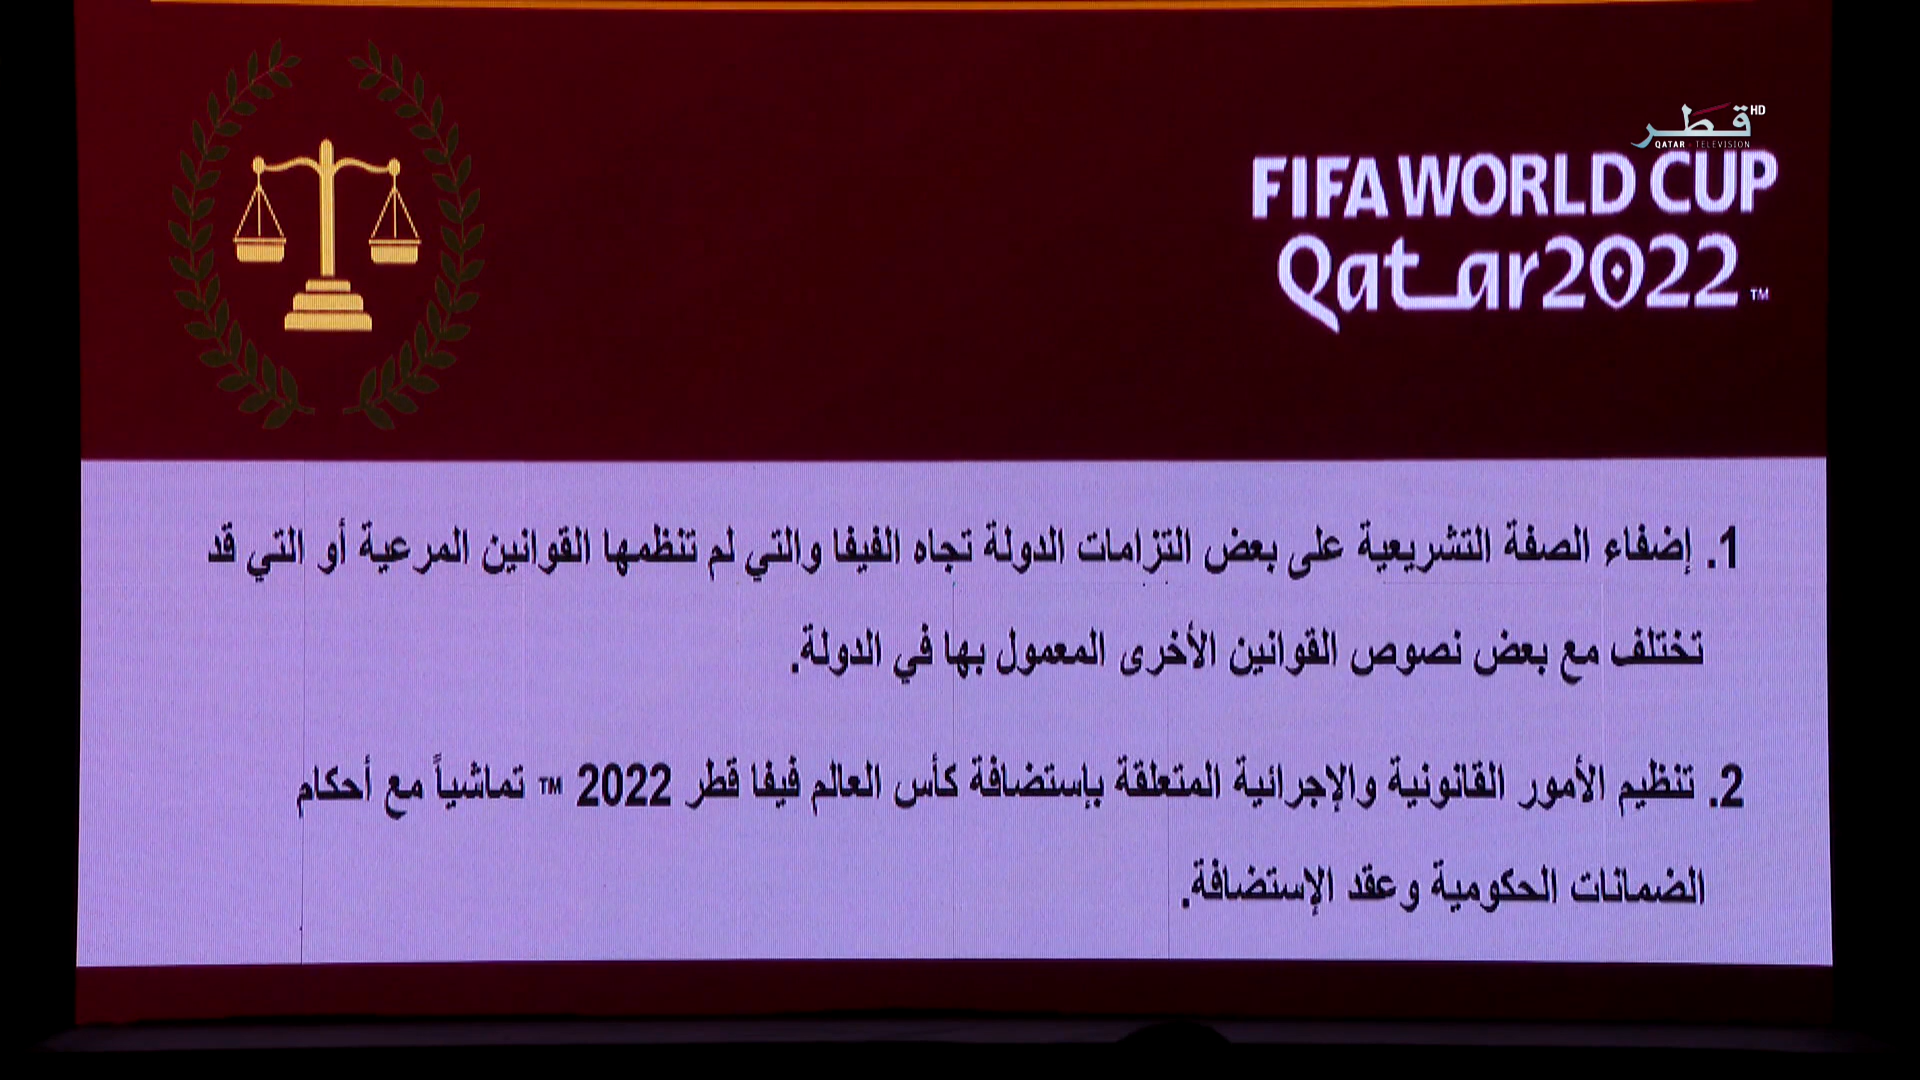 قطر HD
QATAR TELEVISION
FIFA WORLD CUP
Qatar2022 ™
1. إضفاء الصفة التشريعية على بعض التزامات الدولة تجاه الفيفا والتي لم تنظمها القوانين المرعية أو التي قد
تختلف مع بعض نصوص القوانين الأخرى المعمول بها في الدولة.
2. تنظيم الأمور القانونية والإجرائية المتعلقة بإستضافة كأس العالم فيفا قطر 2022 ™ تماشياً مع أحكام
الضمانات الحكومية وعقد الإستضافة.